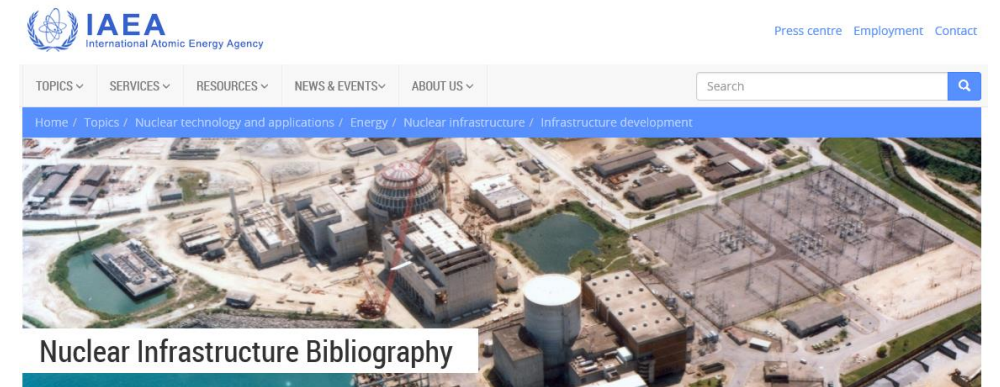 IAEA
International Atomic Energy Agency
Press centre Employment Contact
TOPICS SERVICES RESOURCES NEWS & EVENTS ABOUT US
Search
Home / Topics / Nuclear technology and applications / Energy / Nuclear infrastructure / Infrastructure development
Nuclear Infrastructure Bibliography